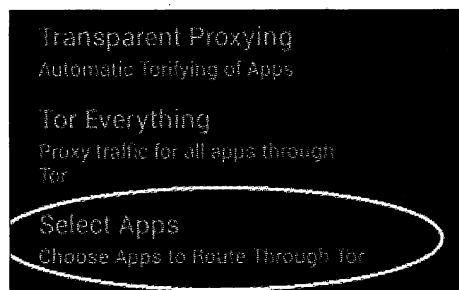 Transparent Proxying
Automatic Torifying of Apps
Tor Everything
Proxy traffic for all apps through
Tor
Select Apps
Choose Apps to Route Through Tor